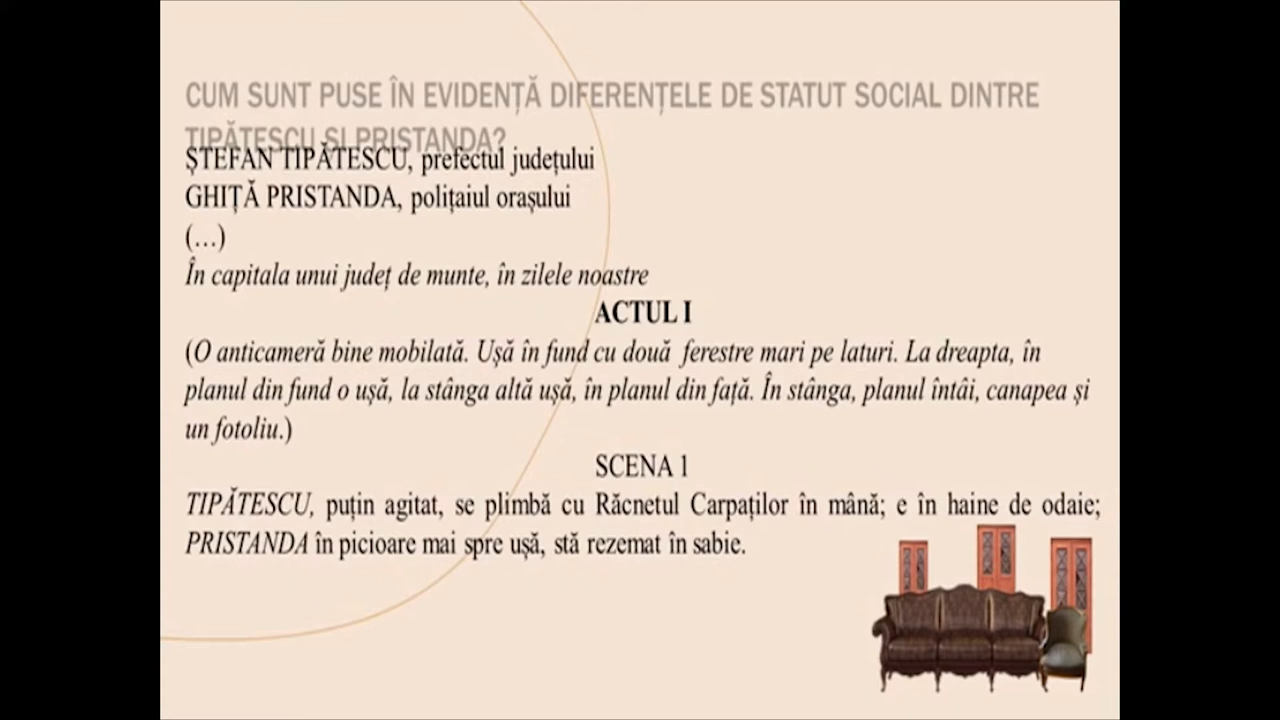 CUM SUNT PUSE ÎN EVIDENȚĂ DIFERENȚELE DE STATUT SOCIAL DINTRE
TIPĂTESCU ȘI PRISTANDA?
ȘTEFAN TIPĂTESCU, prefectul județului
GHIȚĂ PRISTANDA, polițaiul orașului
(…)
În capitala unui județ de munte, în zilele noastre
ACTUL I
(O anticameră bine mobilată. Ușă în fund cu două ferestre mari pe laturi. La dreapta, în
planul din fund o ușă, la stânga altă ușă, în planul din față. În stânga, planul întâi, canapea și
un fotoliu.)
SCENA 1
TIPĂTESCU, puțin agitat, se plimbă cu Răcnetul Carpaților în mână; e în haine de odaie;
PRISTANDA în picioare mai spre ușă, stă rezemat în sabie.